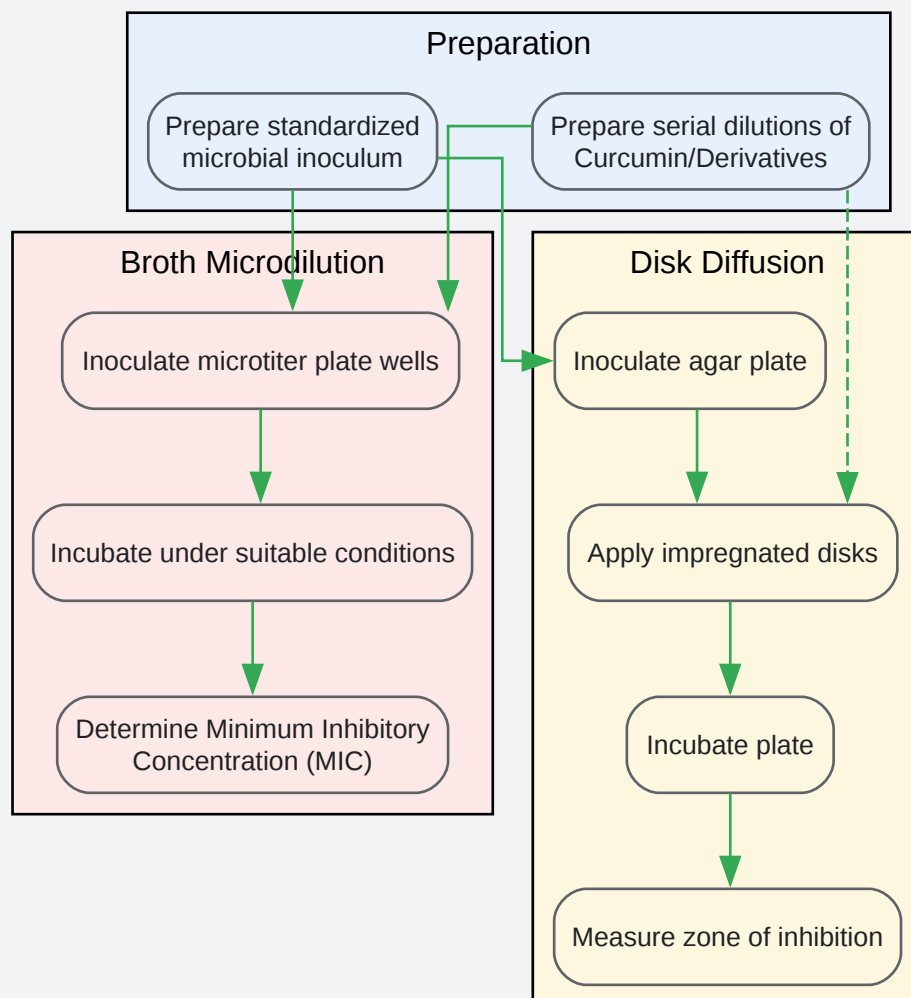 Preparation
Prepare standardized
microbial inoculum
Prepare serial dilutions of
Curcumin/Derivatives
Broth Microdilution
Inoculate microtiter plate wells
Incubate under suitable conditions
Determine Minimum Inhibitory
Concentration (MIC)
Disk Diffusion
Inoculate agar plate
Apply impregnated disks
Incubate plate
Measure zone of inhibition